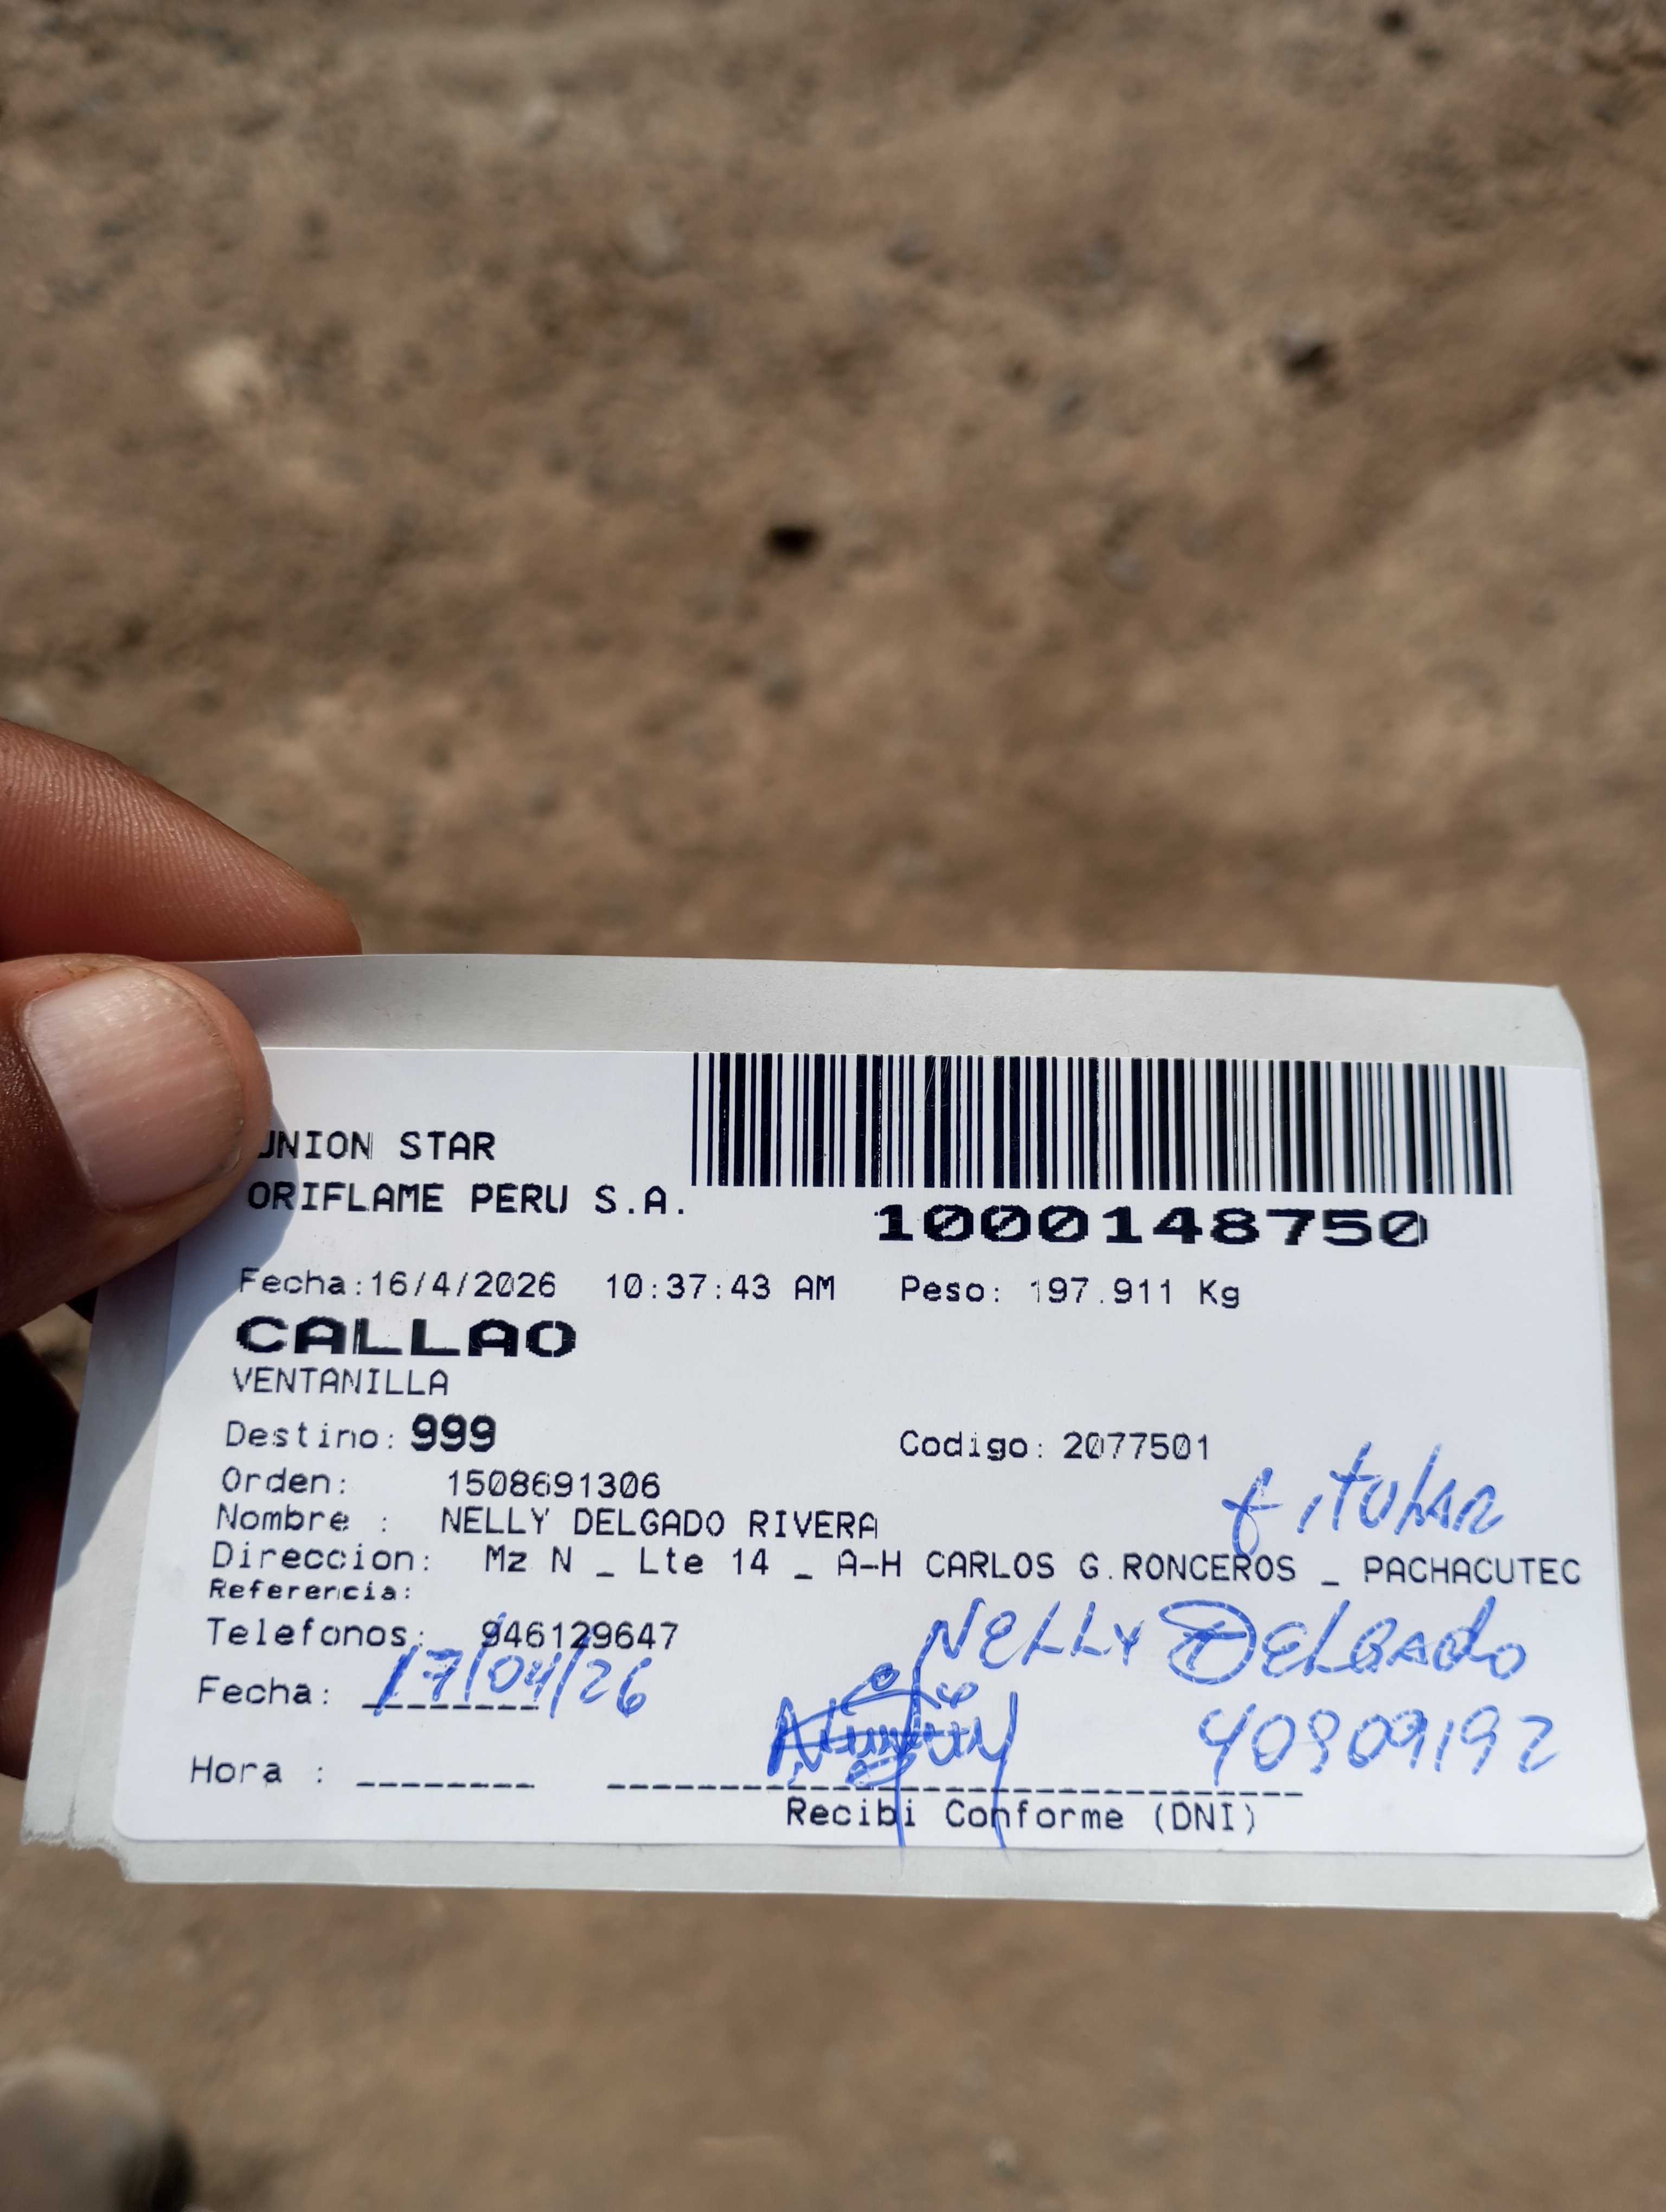 UNION STAR
ORIFLAME PERU S.A.
1000148750
Fecha:16/4/2026 10:37:43 AM Peso: 197.911 Kg
CALLAO
VENTANILLA
Destino: 999 Codigo: 2077501
Orden: 1508691306
titular
Nombre : NELLY DELGADO RIVERA
Direccion: Mz N _ Lte 14 _ A-H CARLOS G.RONCEROS _ PACHACUTEC
Referencia:
Telefonos: 946129647
NELLY DELGADO
Fecha: 17/04/26
40909192
Hora :
Recibi Conforme (DNI)